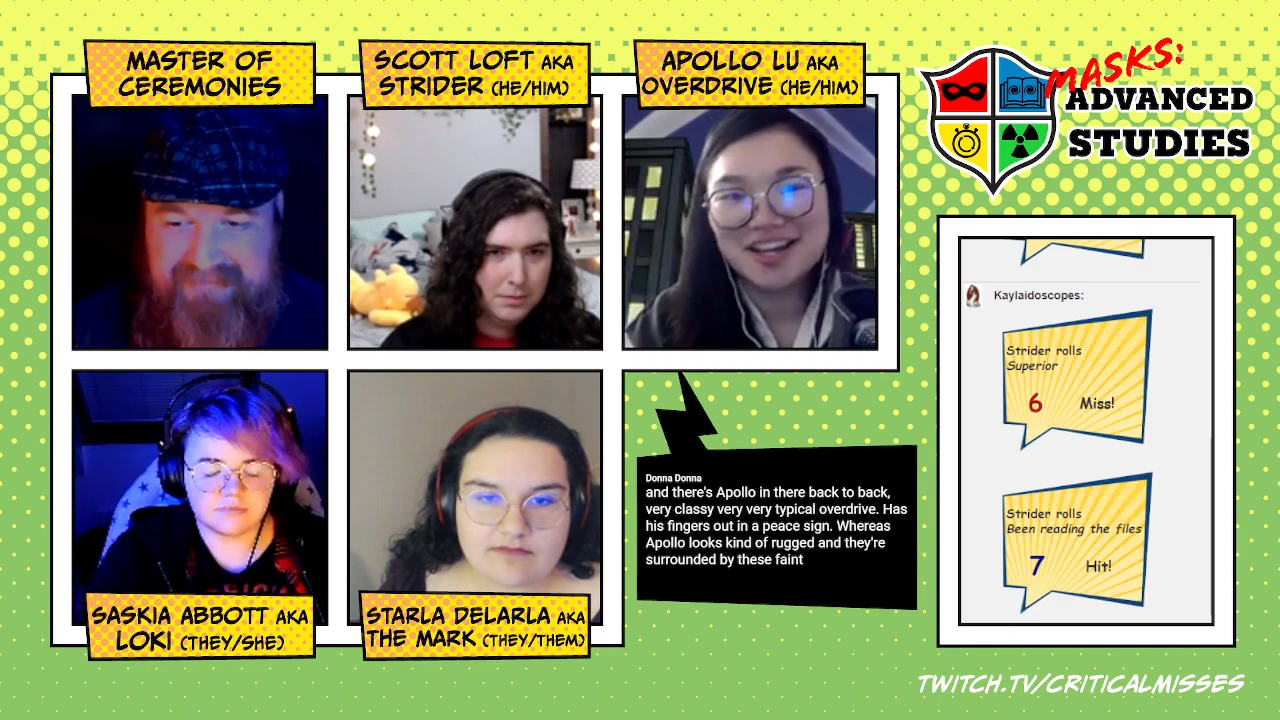 MASTER OF
CEREMONIES
SCOTT LOFT AKA
STRIDER (HE/HIM)
APOLLO LU AKA
OVERDRIVE (HE/HIM)
MASKS:
ADVANCED
STUDIES
Kaylaidoscopes:
Strider rolls
Superior
6 Miss!
Strider rolls
Been reading the files
7 Hit!
Donna Donna
and there's Apollo in there back to back,
very classy very very typical overdrive. Has
his fingers out in a peace sign. Whereas
Apollo looks kind of rugged and they're
surrounded by these faint
SASKIA ABBOTT AKA
LOKI (THEY/SHE)
STARLA DELARLA AKA
THE MARK (THEY/THEM)
TWITCH.TV/CRITICALMISSES